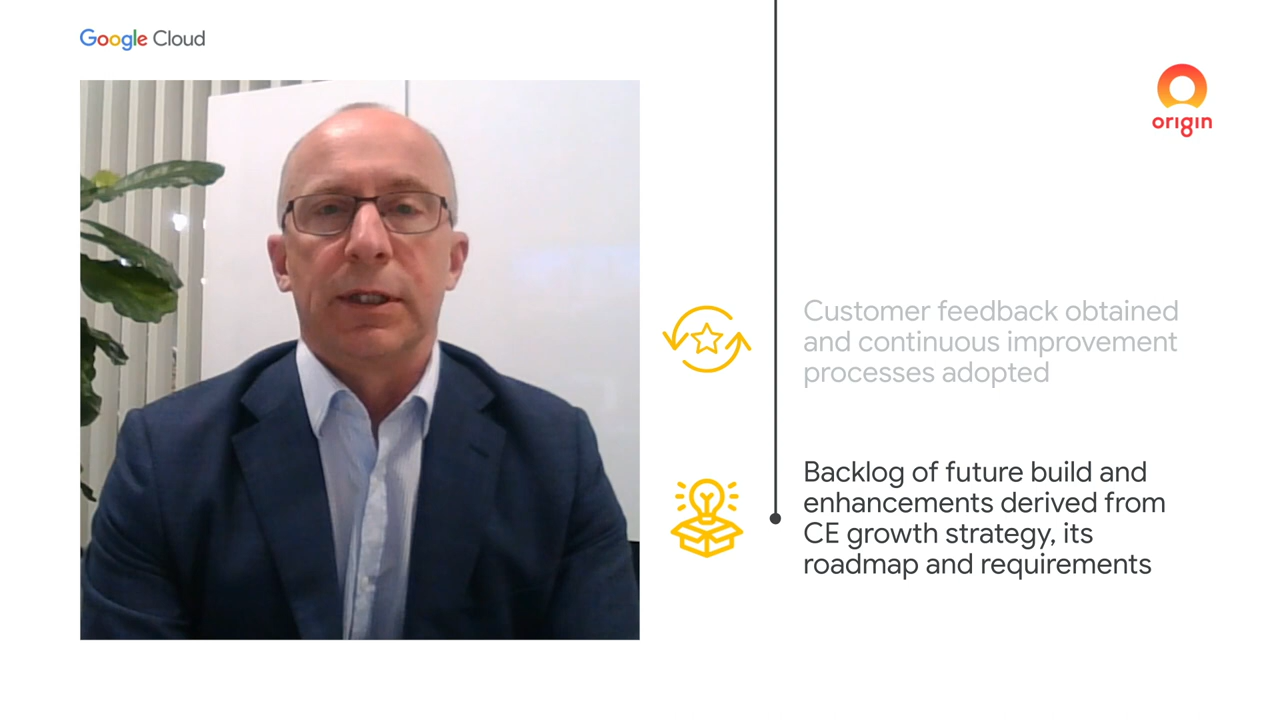 Google Cloud
origin
Customer feedback obtained
and continuous improvement
processes adopted
Backlog of future build and
enhancements derived from
CE growth strategy, its
roadmap and requirements